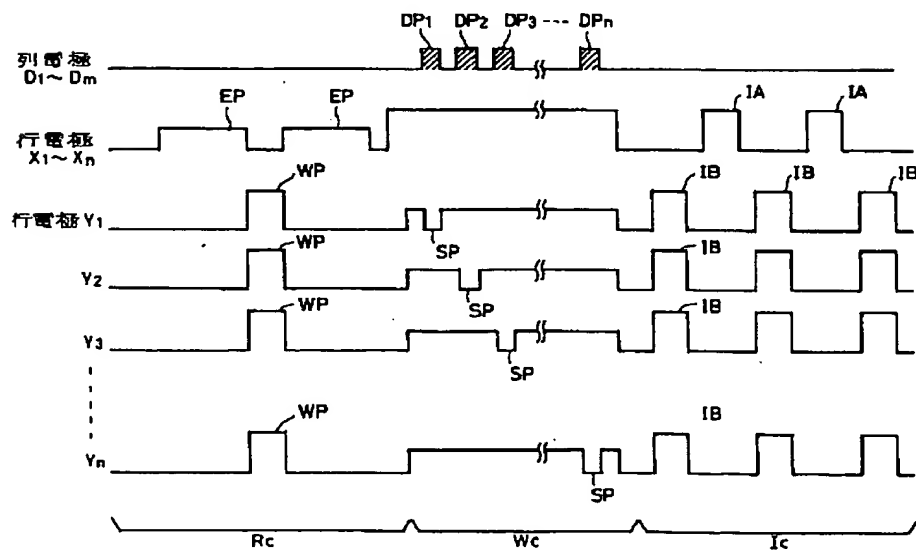 DP1 DP2 DP3 ---- DPn
列電極
D1～Dm
EP EP IA IA
行電極
X1～Xn
WP IB IB IB
行電極 Y1
SP
WP IB
Y2
SP
WP IB
Y3
SP
WP IB
Yn
SP
Rc Wc Ic